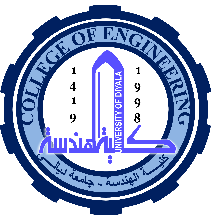 COLLEGE OF ENGINEERING
1419
1998
UNIVERSITY OF DIYALA
كلية الهندسة
كلية الهندسة - جامعة ديالى